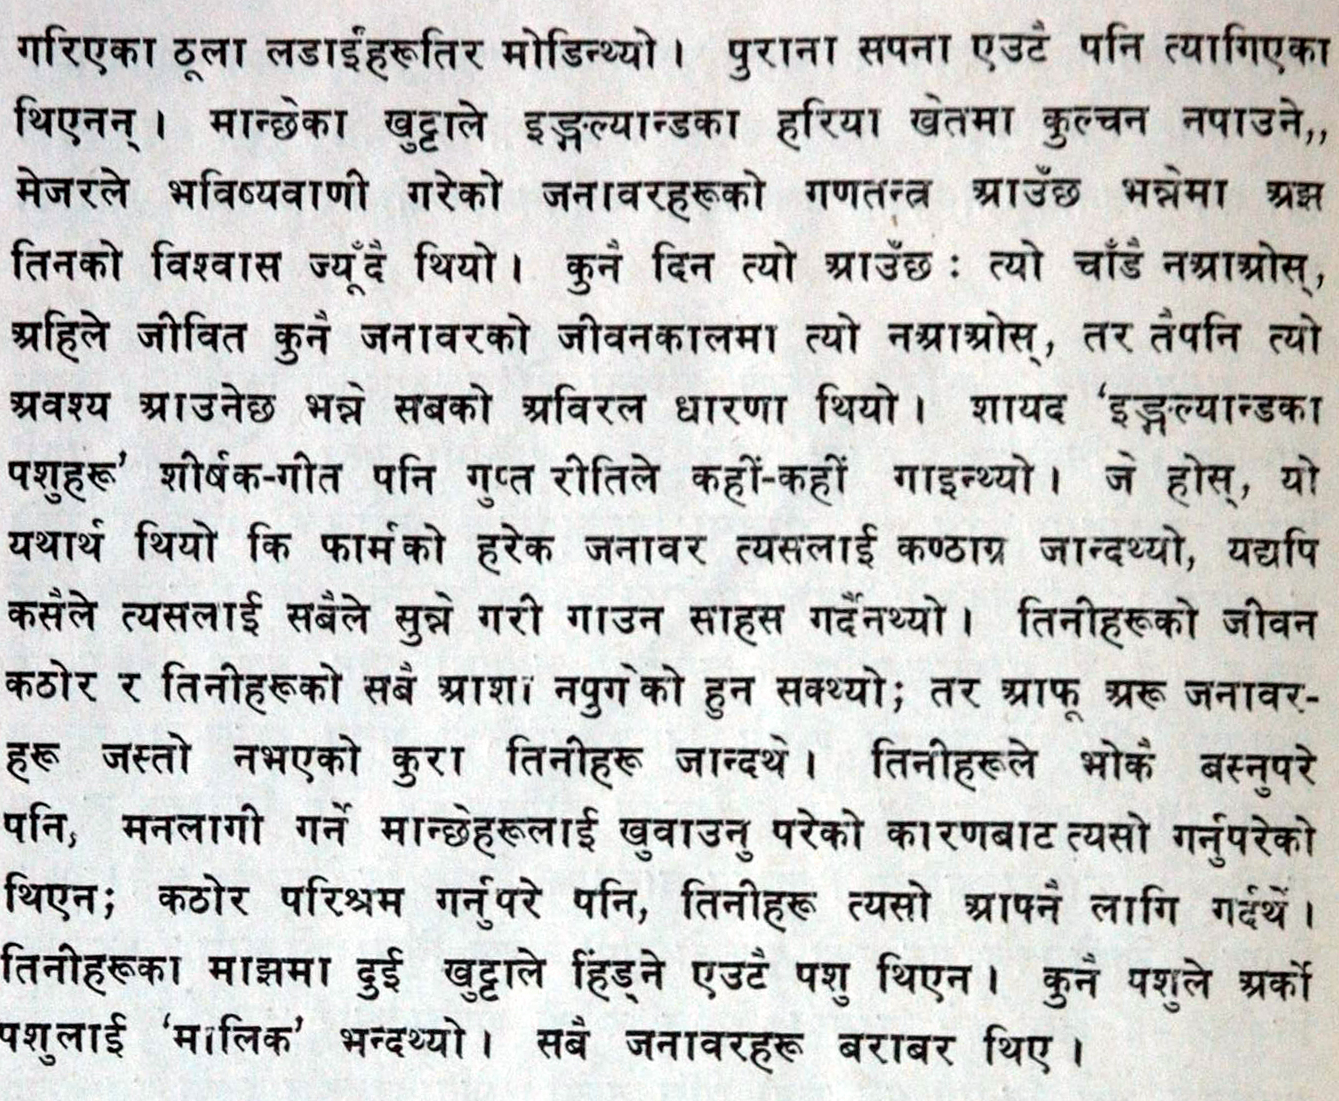 गरिएका ठूला लडाईंहरूतिर मोडिन्थ्यो। पुराना सपना एउटै पनि त्यागिएका
थिएनन्। मान्छेका खुट्टाले इङ्गल्यान्डका हरिया खेतमा कुल्चन नपाउने,,
मेजरले भविष्यवाणी गरेको जनावरहरूको गणतन्त्र आउँछ भन्नेमा अझ
तिनको विश्वास ज्यूँदै थियो। कुनै दिन त्यो आउँछ : त्यो चाँडै नआओस्,
अहिले जीवित कुनै जनावरको जीवनकालमा त्यो नआओस्, तर तैपनि त्यो
अवश्य आउनेछ भन्ने सबको अविरल धारणा थियो। शायद 'इङ्गल्यान्डका
पशुहरू' शीर्षक-गीत पनि गुप्त रीतिले कहीं-कहीं गाइन्थ्यो। जे होस्, यो
यथार्थ थियो कि फार्मको हरेक जनावर त्यसलाई कण्ठाग्र जान्दथ्यो, यद्यपि
कसैले त्यसलाई सबैले सुन्ने गरी गाउन साहस गर्दैनथ्यो। तिनीहरूको जीवन
कठोर र तिनीहरूको सबै आशा नपुगेको हुन सक्थ्यो; तर आफू अरू जनावर-
हरू जस्तो नभएको कुरा तिनीहरू जान्दथे। तिनीहरूले भोकै बस्नुपरे
पनि, मनलागी गर्ने मान्छेहरूलाई खुवाउनु परेको कारणबाट त्यसो गर्नुपरेको
थिएन; कठोर परिश्रम गर्नुपरे पनि, तिनीहरू त्यसो आफ्नै लागि गर्दथें।
तिनीहरूका माझमा दुई खुट्टाले हिंड्ने एउटै पशु थिएन। कुनै पशुले अर्को
पशुलाई 'मालिक' भन्दथ्यो। सबै जनावरहरू बराबर थिए।